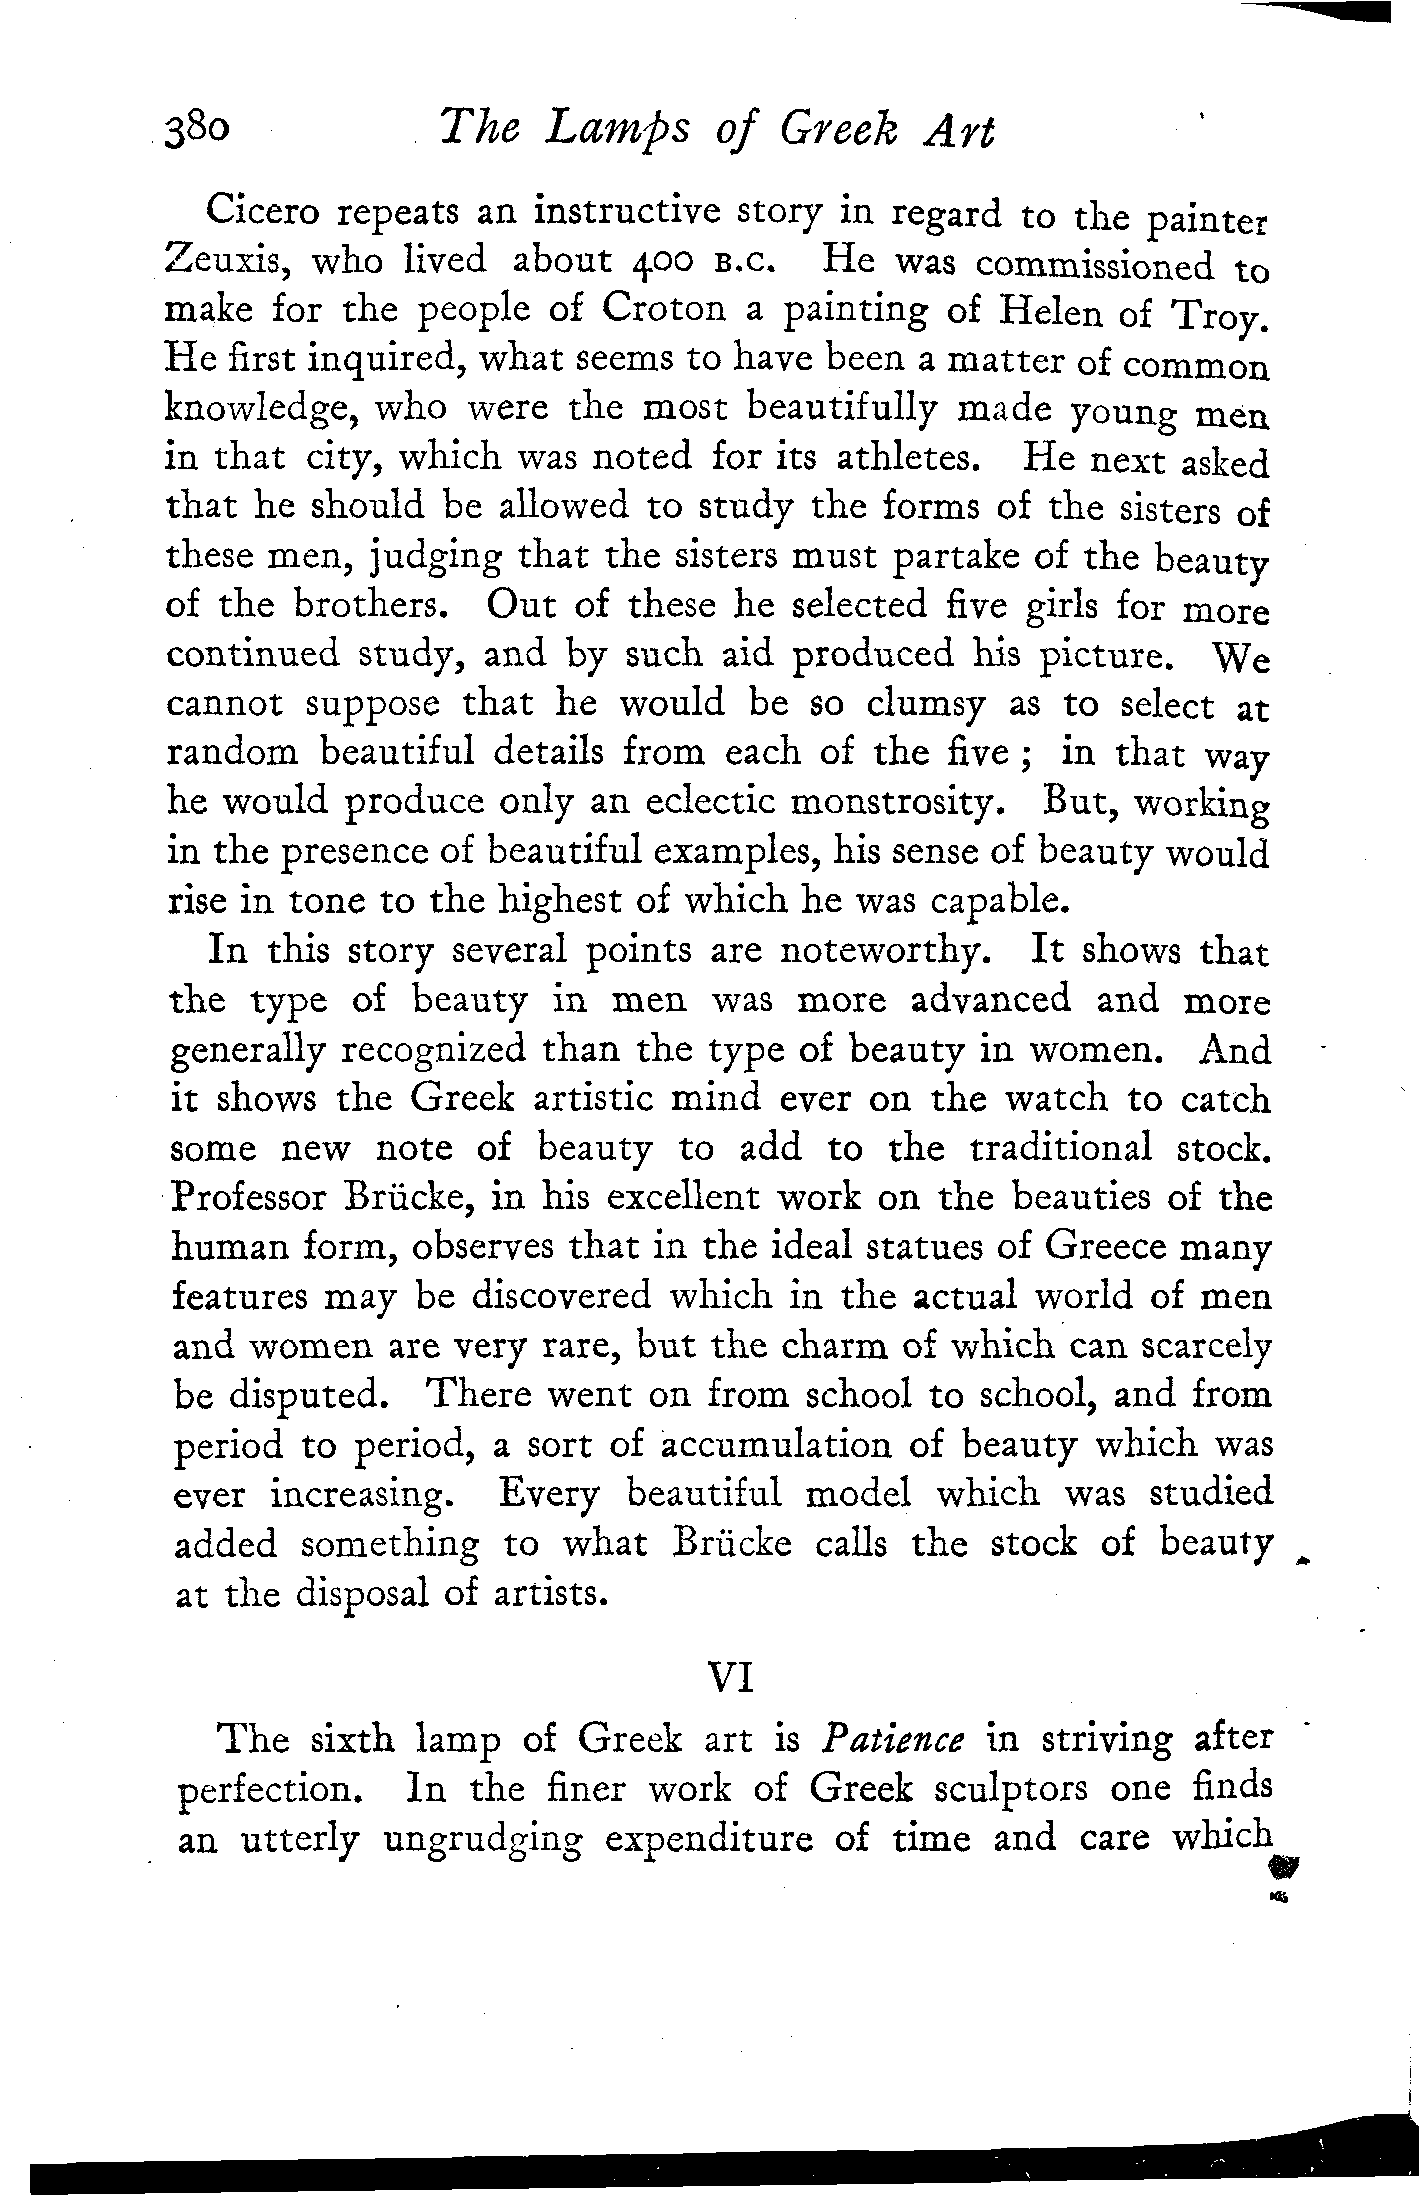 380 The Lamps of Greek Art
Cicero repeats an instructive story in regard to the painter
Zeuxis, who lived about 400 B.C. He was commissioned to
make for the people of Croton a painting of Helen of Troy.
He first inquired, what seems to have been a matter of common
knowledge, who were the most beautifully made young men
in that city, which was noted for its athletes. He next asked
that he should be allowed to study the forms of the sisters of
these men, judging that the sisters must partake of the beauty
of the brothers. Out of these he selected five girls for more
continued study, and by such aid produced his picture. We
cannot suppose that he would be so clumsy as to select at
random beautiful details from each of the five ; in that way
he would produce only an eclectic monstrosity. But, working
in the presence of beautiful examples, his sense of beauty would
rise in tone to the highest of which he was capable.
In this story several points are noteworthy. It shows that
the type of beauty in men was more advanced and more
generally recognized than the type of beauty in women. And
it shows the Greek artistic mind ever on the watch to catch
some new note of beauty to add to the traditional stock.
Professor Brücke, in his excellent work on the beauties of the
human form, observes that in the ideal statues of Greece many
features may be discovered which in the actual world of men
and women are very rare, but the charm of which can scarcely
be disputed. There went on from school to school, and from
period to period, a sort of accumulation of beauty which was
ever increasing. Every beautiful model which was studied
added something to what Brücke calls the stock of beauty
at the disposal of artists.
VI
The sixth lamp of Greek art is Patience in striving after
perfection. In the finer work of Greek sculptors one finds
an utterly ungrudging expenditure of time and care which